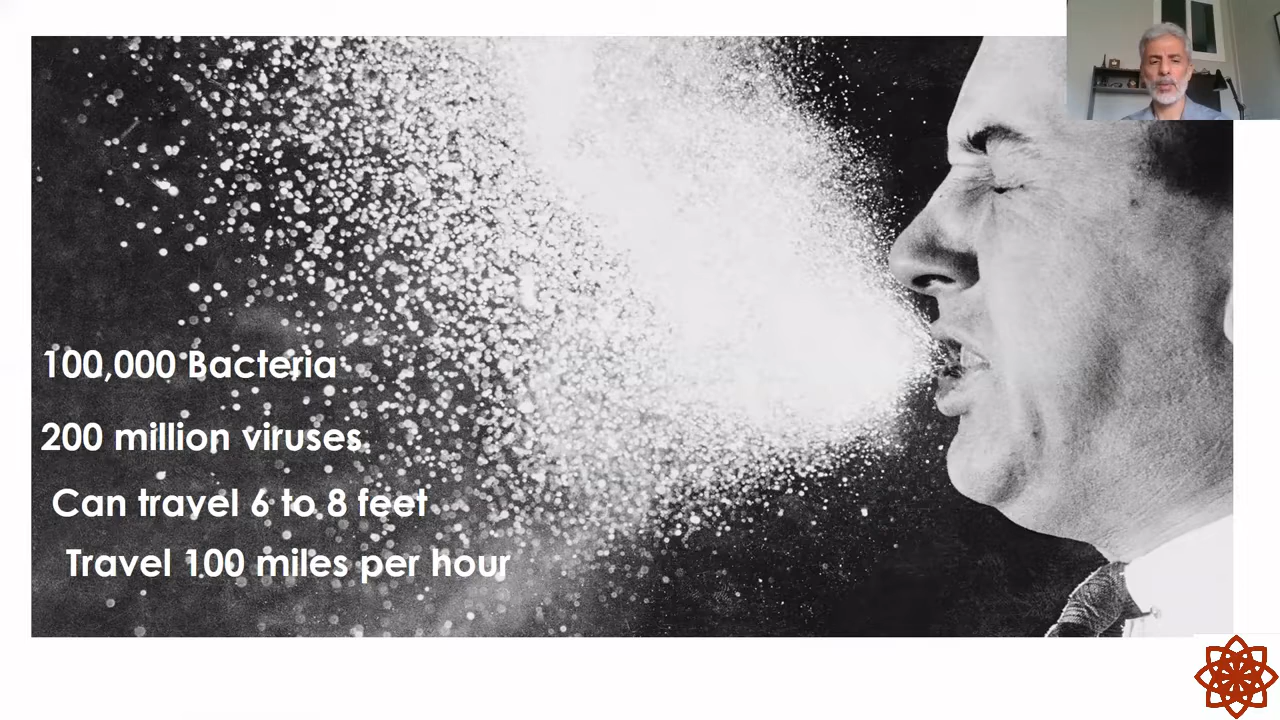 100,000 Bacteria
200 million viruses.
Can travel 6 to 8 feet
Travel 100 miles per hour